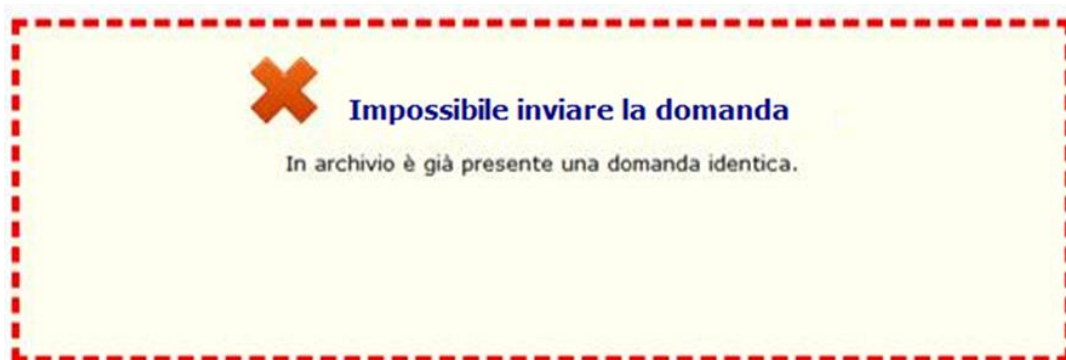 Impossibile inviare la domanda
In archivio è già presente una domanda identica.